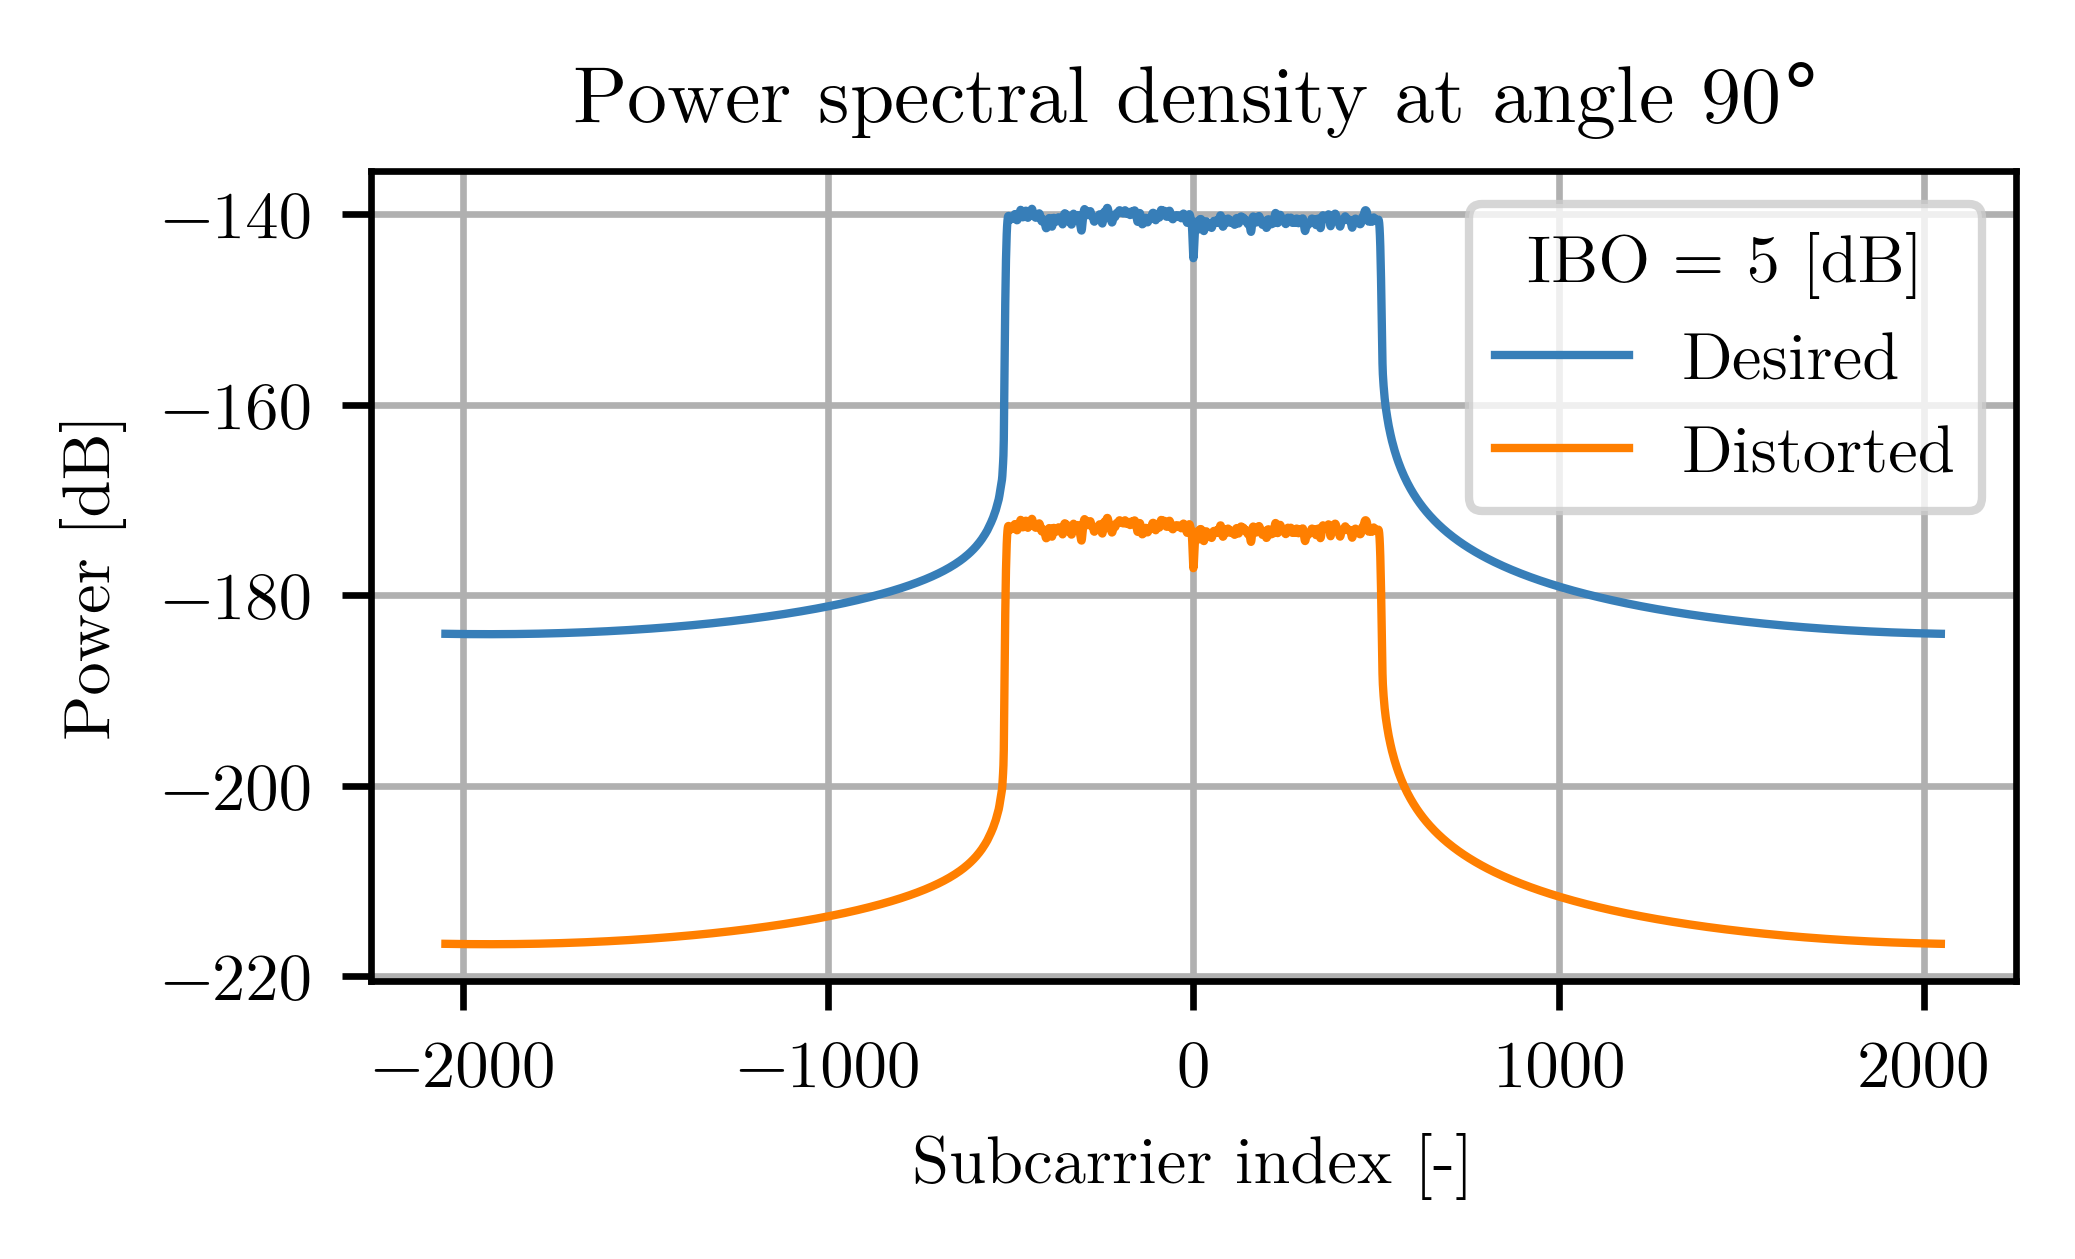 Power spectral density at angle 90°
−140
−160
−180
−200
−220
Power [dB]
IBO = 5 [dB]
Desired
Distorted
−2000 −1000 0 1000 2000
Subcarrier index [-]